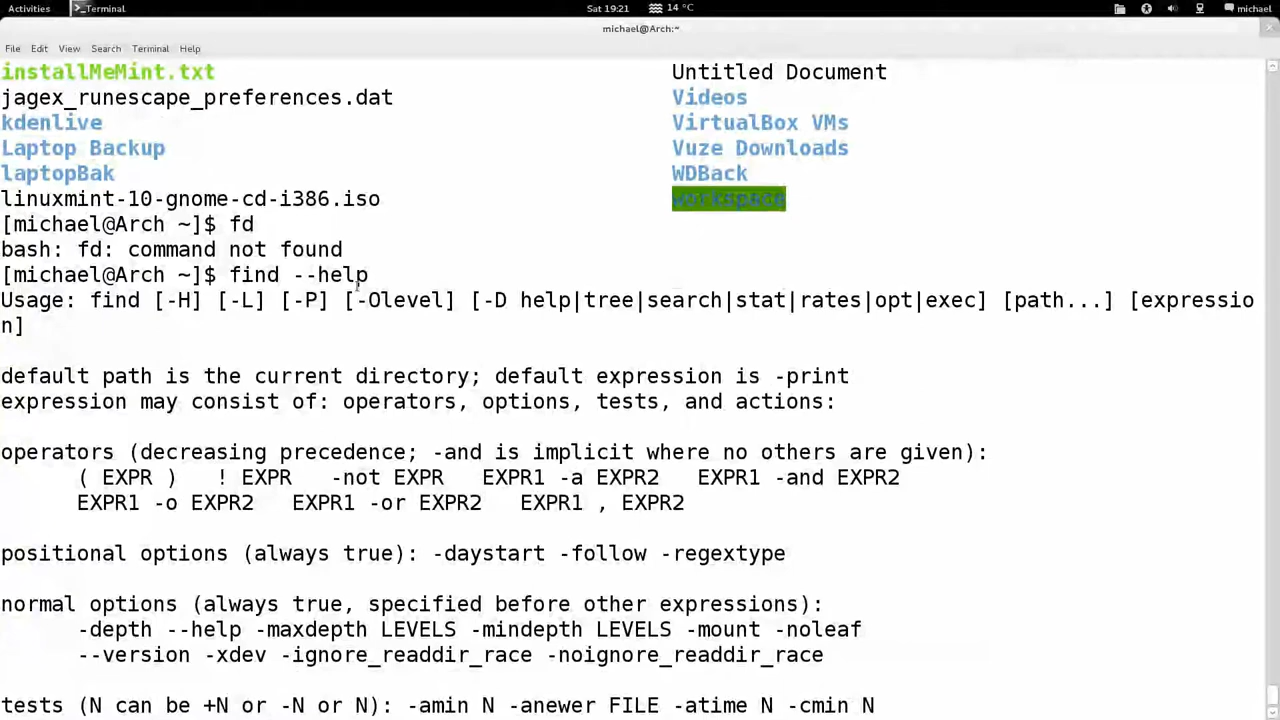 Activities Terminal Sat 19:21 14 °C michael
michael@Arch:~
File Edit View Search Terminal Help
installMeMint.txt Untitled Document
jagex_runescape_preferences.dat Videos
kdenlive VirtualBox VMs
Laptop Backup Vuze Downloads
laptopBak WDBack
linuxmint-10-gnome-cd-i386.iso workspace
[michael@Arch ~]$ fd
bash: fd: command not found
[michael@Arch ~]$ find --help
Usage: find [-H] [-L] [-P] [-Olevel] [-D help|tree|search|stat|rates|opt|exec] [path...] [expressio
n]
default path is the current directory; default expression is -print
expression may consist of: operators, options, tests, and actions:
operators (decreasing precedence; -and is implicit where no others are given):
( EXPR ) ! EXPR -not EXPR EXPR1 -a EXPR2 EXPR1 -and EXPR2
EXPR1 -o EXPR2 EXPR1 -or EXPR2 EXPR1 , EXPR2
positional options (always true): -daystart -follow -regextype
normal options (always true, specified before other expressions):
-depth --help -maxdepth LEVELS -mindepth LEVELS -mount -noleaf
--version -xdev -ignore_readdir_race -noignore_readdir_race
tests (N can be +N or -N or N): -amin N -anewer FILE -atime N -cmin N